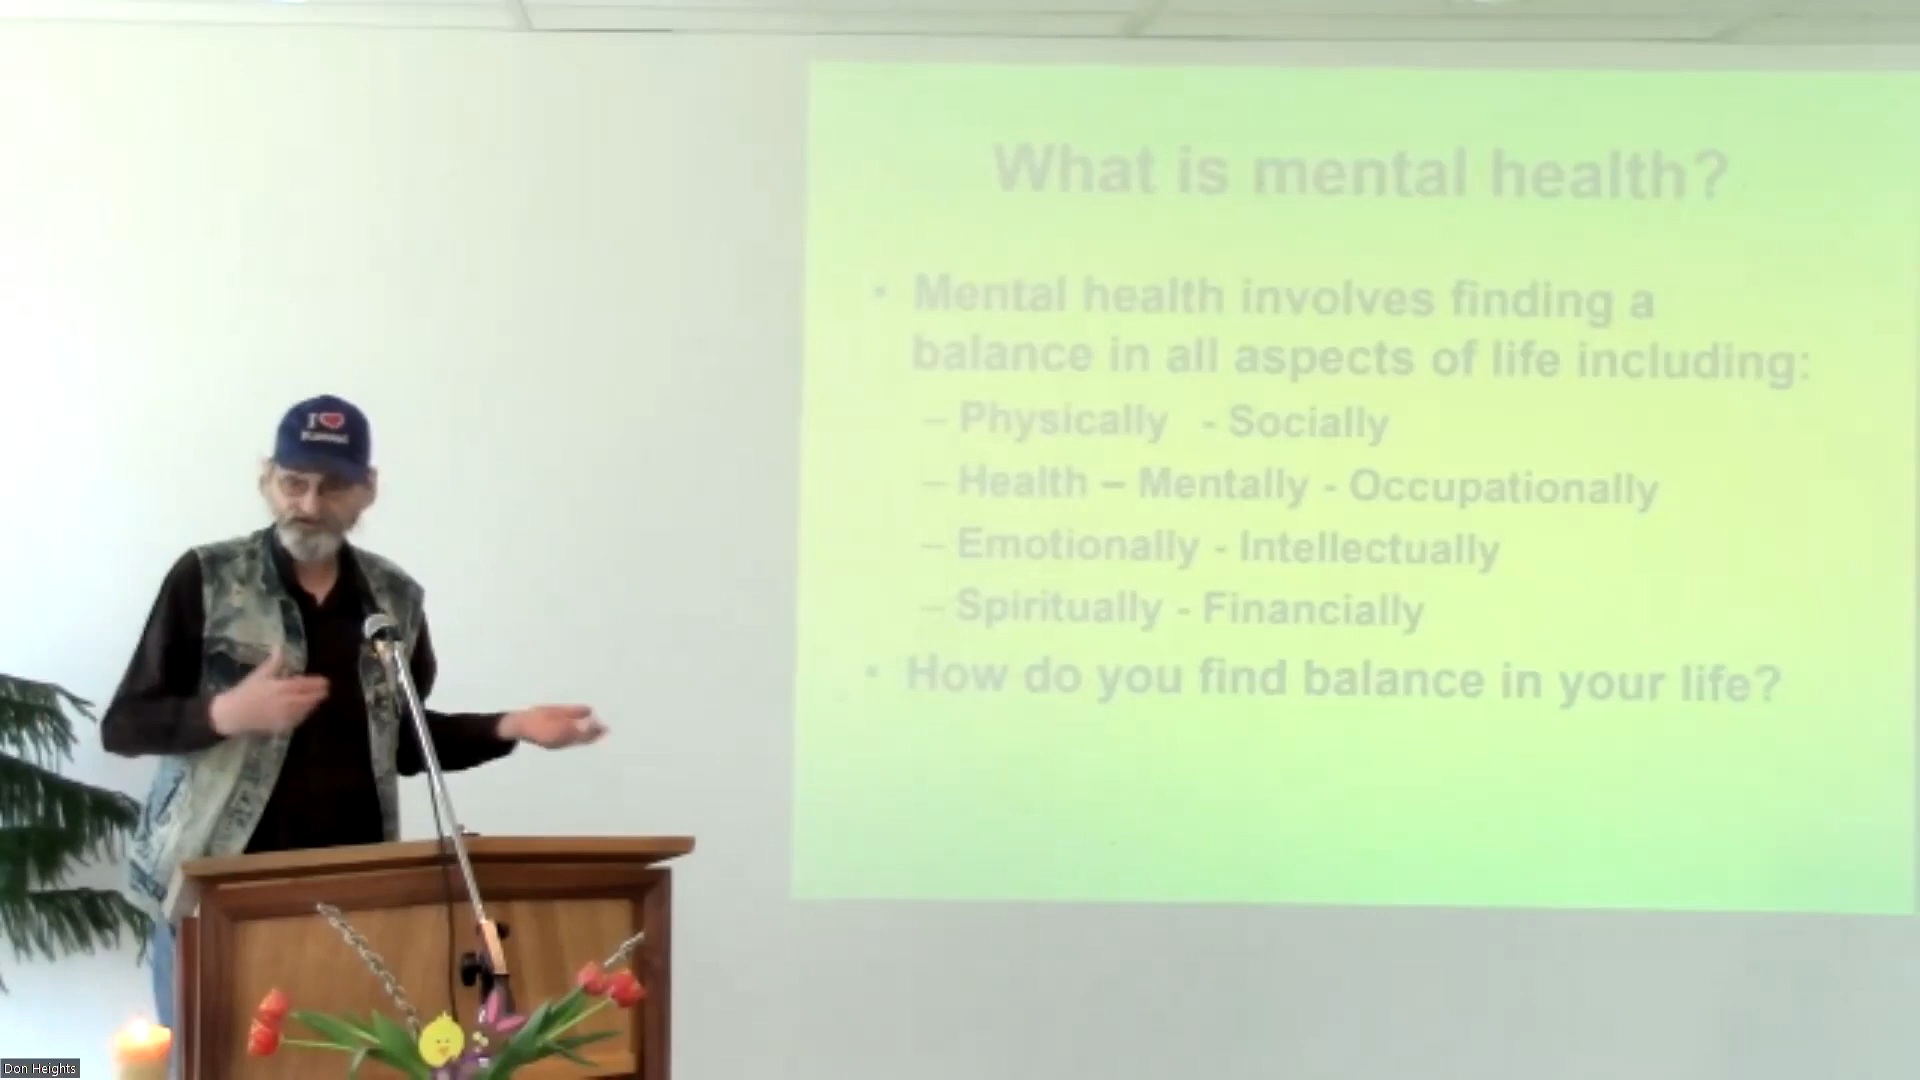 What is mental health?
• Mental health involves finding a
balance in all aspects of life including:
– Physically - Socially
– Health – Mentally - Occupationally
– Emotionally - Intellectually
– Spiritually - Financially
• How do you find balance in your life?
I ❤
Don Heights